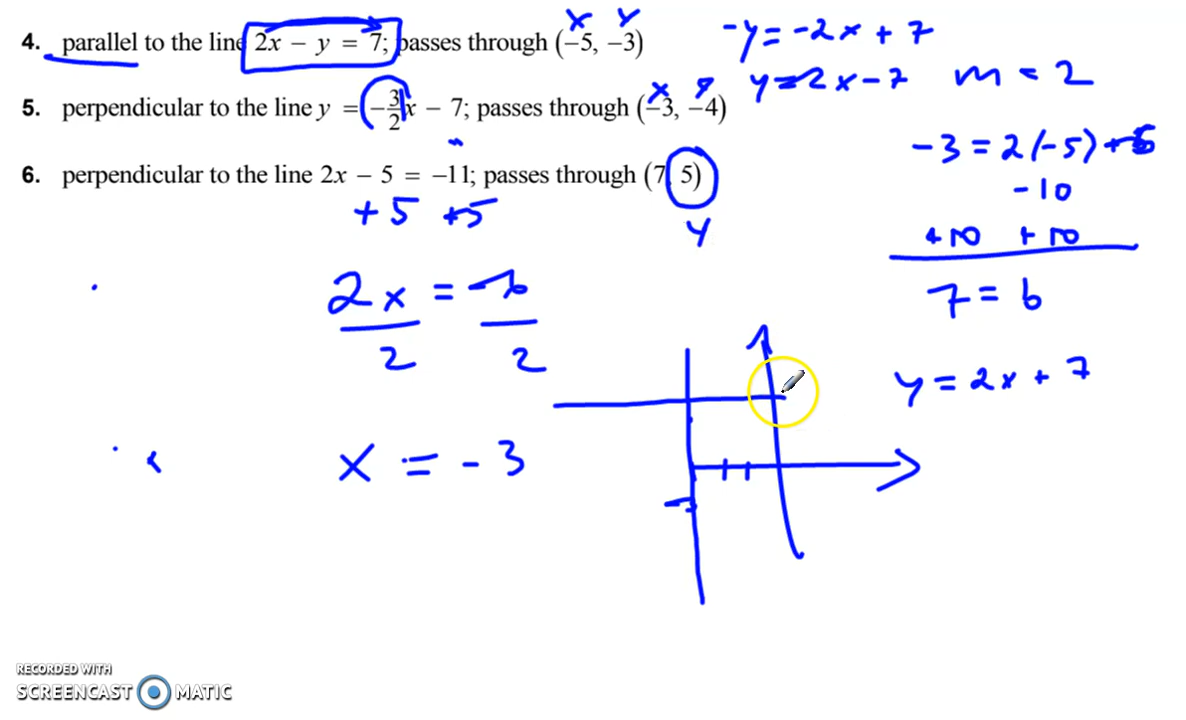 4. parallel to the line 2x − y = 7; passes through (−5, −3)
x y
-y = -2x + 7
y = 2x - 7 m = 2
5. perpendicular to the line y = −3/2 x − 7; passes through (−3, −4)
x y
-3 = 2(-5) + b
-10
+10 +10
7 = b
y = 2x + 7
6. perpendicular to the line 2x − 5 = −11; passes through (7, 5)
+5 +5
y
2x = -6
2 2
x = -3
RECORDED WITH
SCREENCAST MATIC